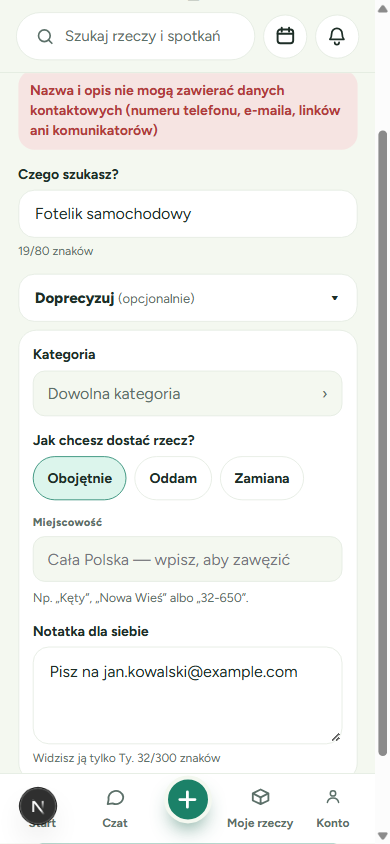 Szukaj rzeczy i spotkań
Nazwa i opis nie mogą zawierać danych
kontaktowych (numeru telefonu, e-maila, linków
ani komunikatorów)
Czego szukasz?
Fotelik samochodowy
19/80 znaków
Doprecyzuj (opcjonalnie)
Kategoria
Dowolna kategoria
Jak chcesz dostać rzecz?
Obojętnie Oddam Zamiana
Miejscowość
Cała Polska — wpisz, aby zawęzić
Np. „Kęty”, „Nowa Wieś” albo „32-650”.
Notatka dla siebie
Pisz na jan.kowalski@example.com
Widzisz ją tylko Ty. 32/300 znaków
N
Start Czat Moje rzeczy Konto